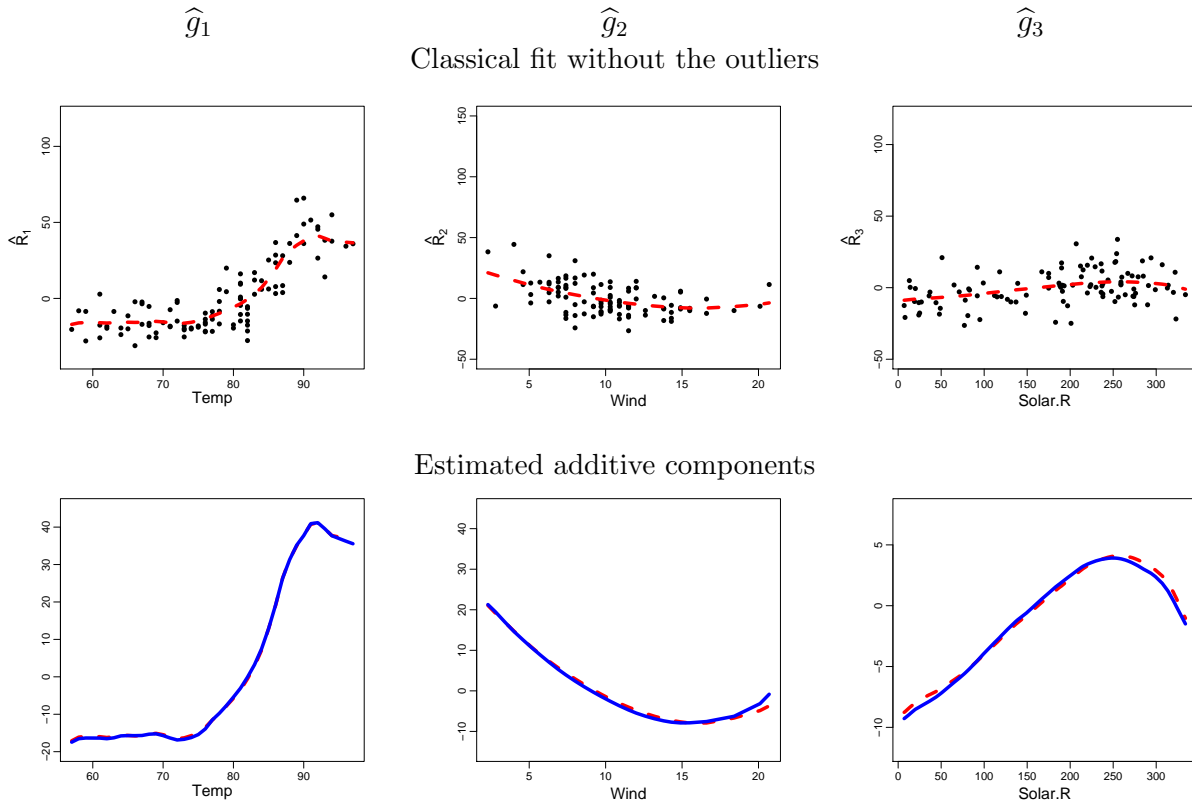 ĝ₁ ĝ₂ ĝ₃
Classical fit without the outliers
R̂₁
100
50
0
60 70 80 90
Temp
R̂₂
150
100
50
0
−50
5 10 15 20
Wind
R̂₃
100
50
0
−50
0 50 100 150 200 250 300
Solar.R
Estimated additive components
40
30
20
10
0
−10
−20
60 70 80 90
Temp
40
30
20
10
0
−10
5 10 15 20
Wind
5
0
−5
−10
0 50 100 150 200 250 300
Solar.R